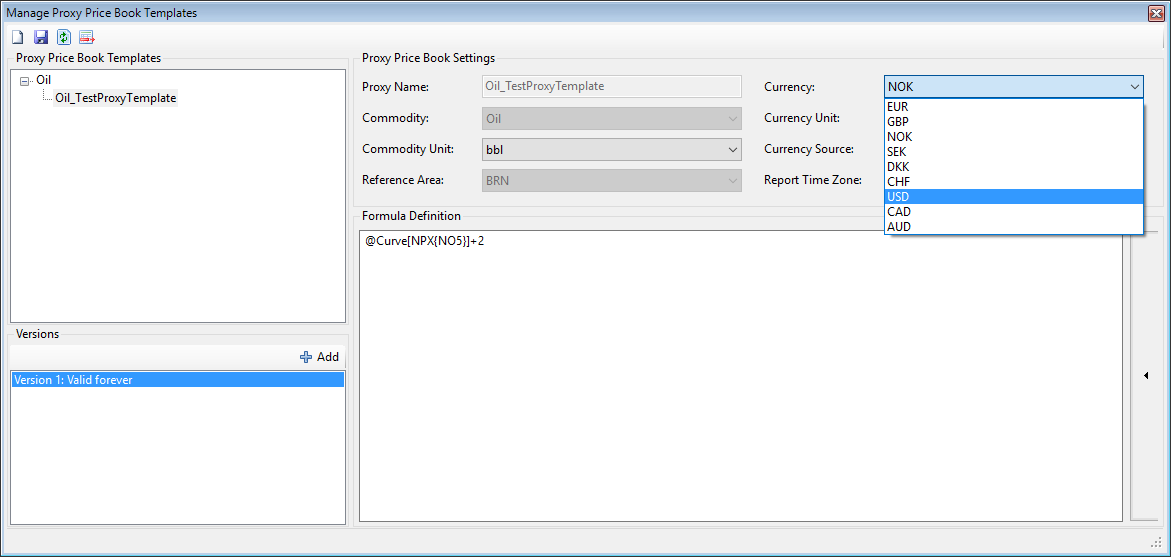 Manage Proxy Price Book Templates
Proxy Price Book Templates
Oil
Oil_TestProxyTemplate
Versions
Add
Version 1: Valid forever
Proxy Price Book Settings
Proxy Name: Oil_TestProxyTemplate
Commodity: Oil
Commodity Unit: bbl
Reference Area: BRN
Currency: NOK
Currency Unit:
Currency Source:
Report Time Zone:
EUR
GBP
NOK
SEK
DKK
CHF
USD
CAD
AUD
Formula Definition
@Curve[NPX{NO5}]+2